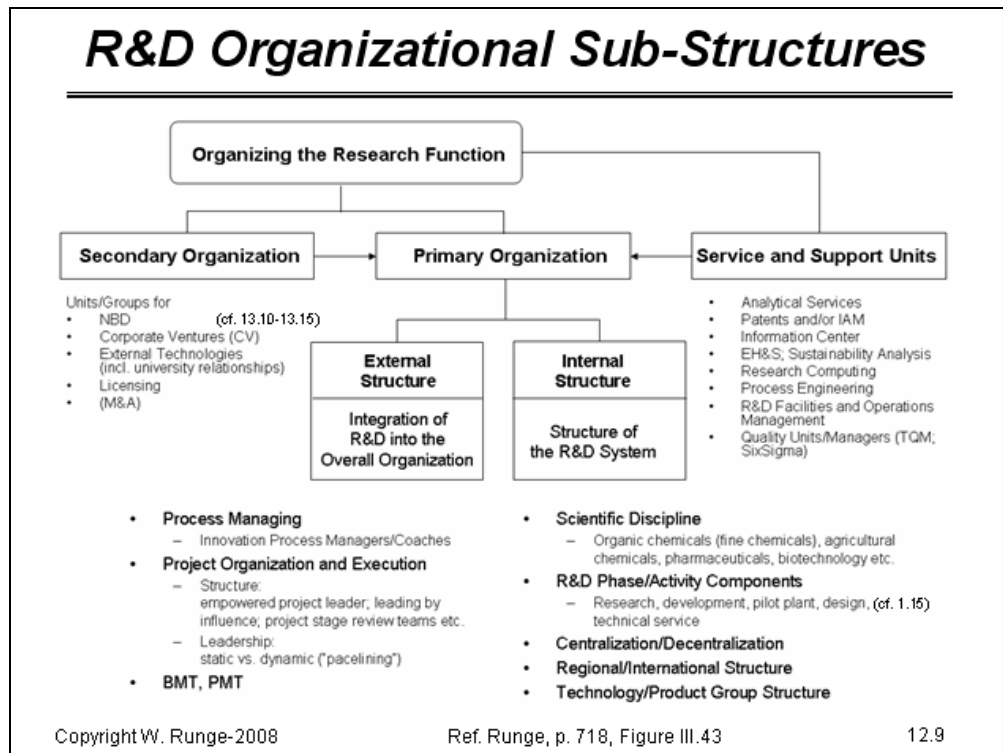 R&D Organizational Sub-Structures
Organizing the Research Function
Secondary Organization
Primary Organization
Service and Support Units
Units/Groups for
• NBD (cf. 13.10-13.15)
• Corporate Ventures (CV)
• External Technologies
(incl. university relationships)
• Licensing
• (M&A)
External
Structure
Integration of
R&D into the
Overall Organization
Internal
Structure
Structure of
the R&D System
• Analytical Services
• Patents and/or IAM
• Information Center
• EH&S; Sustainability Analysis
• Research Computing
• Process Engineering
• R&D Facilities and Operations
Management
• Quality Units/Managers (TQM;
SixSigma)
• Process Managing
– Innovation Process Managers/Coaches
• Project Organization and Execution
– Structure:
empowered project leader; leading by
influence; project stage review teams etc.
– Leadership:
static vs. dynamic ("pacelining")
• BMT, PMT
• Scientific Discipline
– Organic chemicals (fine chemicals), agricultural
chemicals, pharmaceuticals, biotechnology etc.
• R&D Phase/Activity Components
– Research, development, pilot plant, design, (cf. 1.15)
technical service
• Centralization/Decentralization
• Regional/International Structure
• Technology/Product Group Structure
Copyright W. Runge-2008
Ref. Runge, p. 718, Figure III.43
12.9